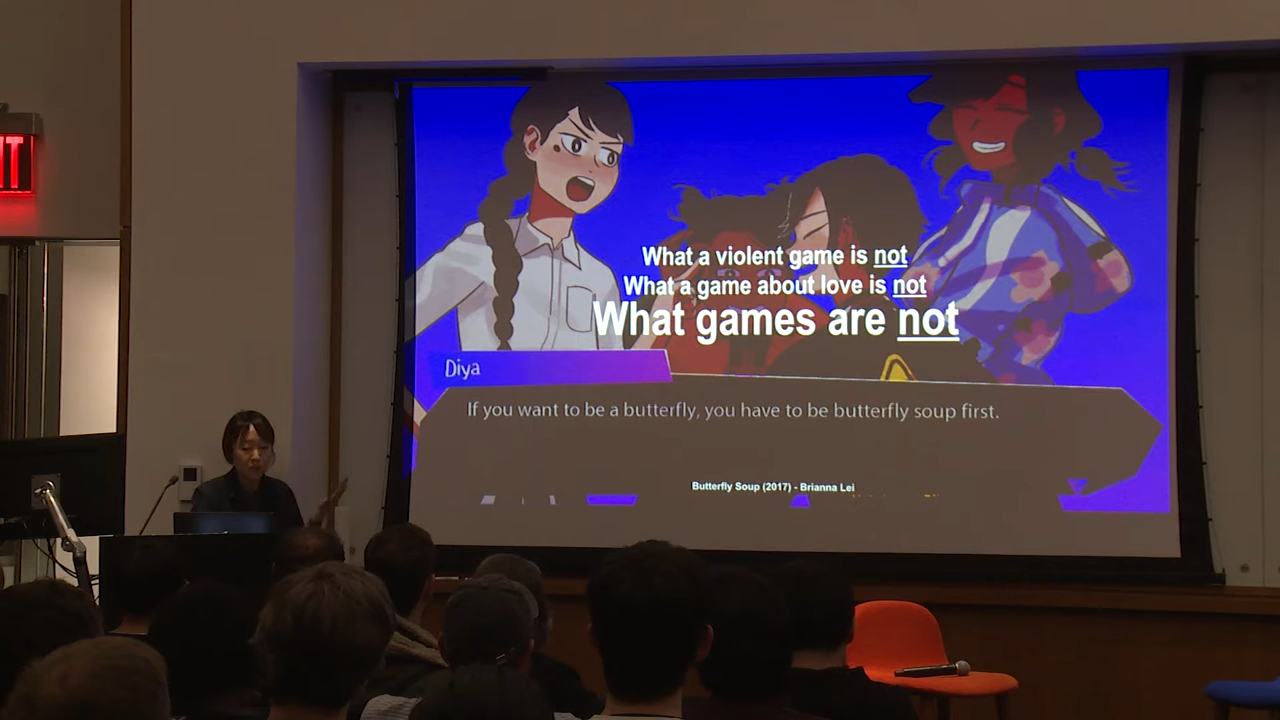 What a violent game is not
What a game about love is not
What games are not
Diya
If you want to be a butterfly, you have to be butterfly soup first.
Butterfly Soup (2017) - Brianna Lei